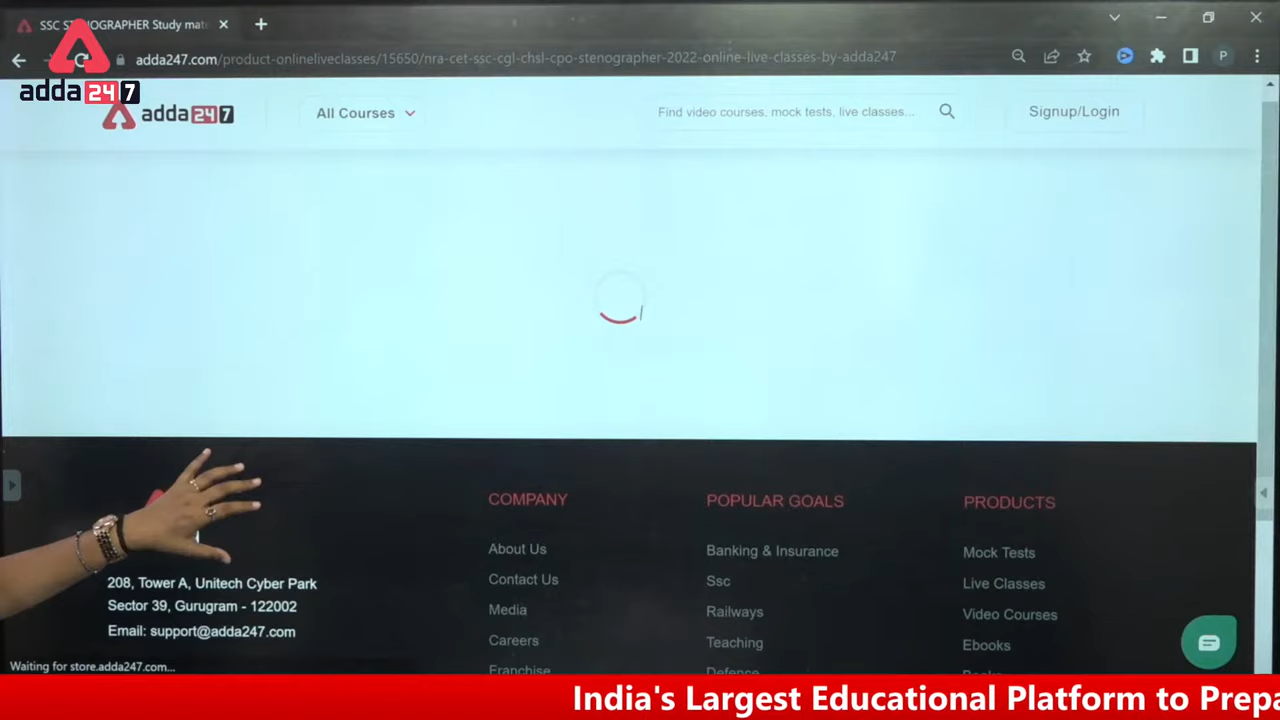 SSC STENOGRAPHER Study mat
adda247.com/product-onlineliveclasses/15650/nra-cet-ssc-cgl-chsl-cpo-stenographer-2022-online-live-classes-by-adda247
P
adda247
adda247
All Courses
Find video courses, mock tests, live classes...
Signup/Login
COMPANY
POPULAR GOALS
PRODUCTS
About Us
Banking & Insurance
Mock Tests
Contact Us
Ssc
Live Classes
208, Tower A, Unitech Cyber Park
Sector 39, Gurugram - 122002
Media
Railways
Video Courses
Email: support@adda247.com
Careers
Teaching
Ebooks
Franchise
Defence
Waiting for store.adda247.com...
India's Largest Educational Platform to Prepa